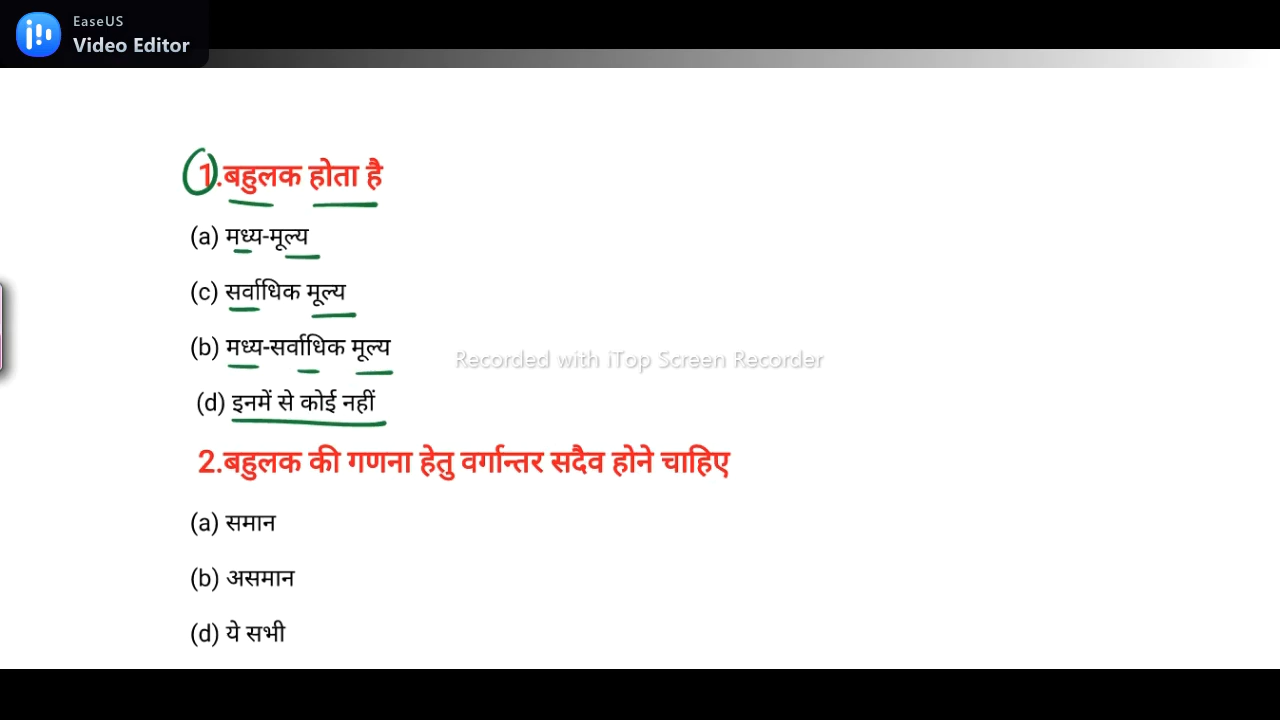 EaseUS
Video Editor
1.बहुलक होता है
(a) मध्य-मूल्य
(c) सर्वाधिक मूल्य
(b) मध्य-सर्वाधिक मूल्य
Recorded with iTop Screen Recorder
(d) इनमें से कोई नहीं
2.बहुलक की गणना हेतु वर्गान्तर सदैव होने चाहिए
(a) समान
(b) असमान
(d) ये सभी